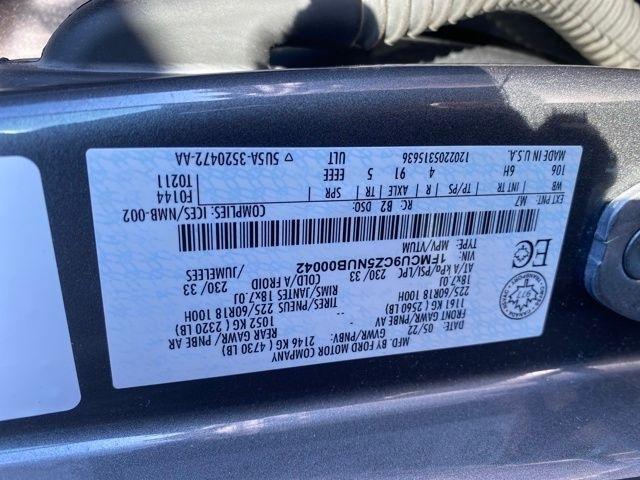 MFD. BY FORD MOTOR COMPANY
DATE: 05/22 GVWR/PNBV: 2146 KG ( 4730 LB)
FRONT GAWR/ PNBE AV REAR GAWR/ PNBE AR
1161 KG ( 2560 LB) 1052 KG ( 2320 LB)
225/60R18 100H TIRES/PNEUS 225/60R18 100H
18x7.0J RIMS/JANTES 18x7.0J
AT/A kPa/PSI/LPC 230/33 COLD/A FROID 230/33 /JUMELEES
VIN: 1FMCU9CZ5NUB00042
TYPE: MPV/VTUM
EC
EXT PNT: M7 RC: B2 DSO: COMPLIES: ICES/NMB-002
WB INT TR TP/PS R AXLE TR SPR F0144
106 6H 4 91 5 EEEE T0211
MADE IN U.S.A. 120220531563​6 ULT ▽ 5U5A-3520472-AA